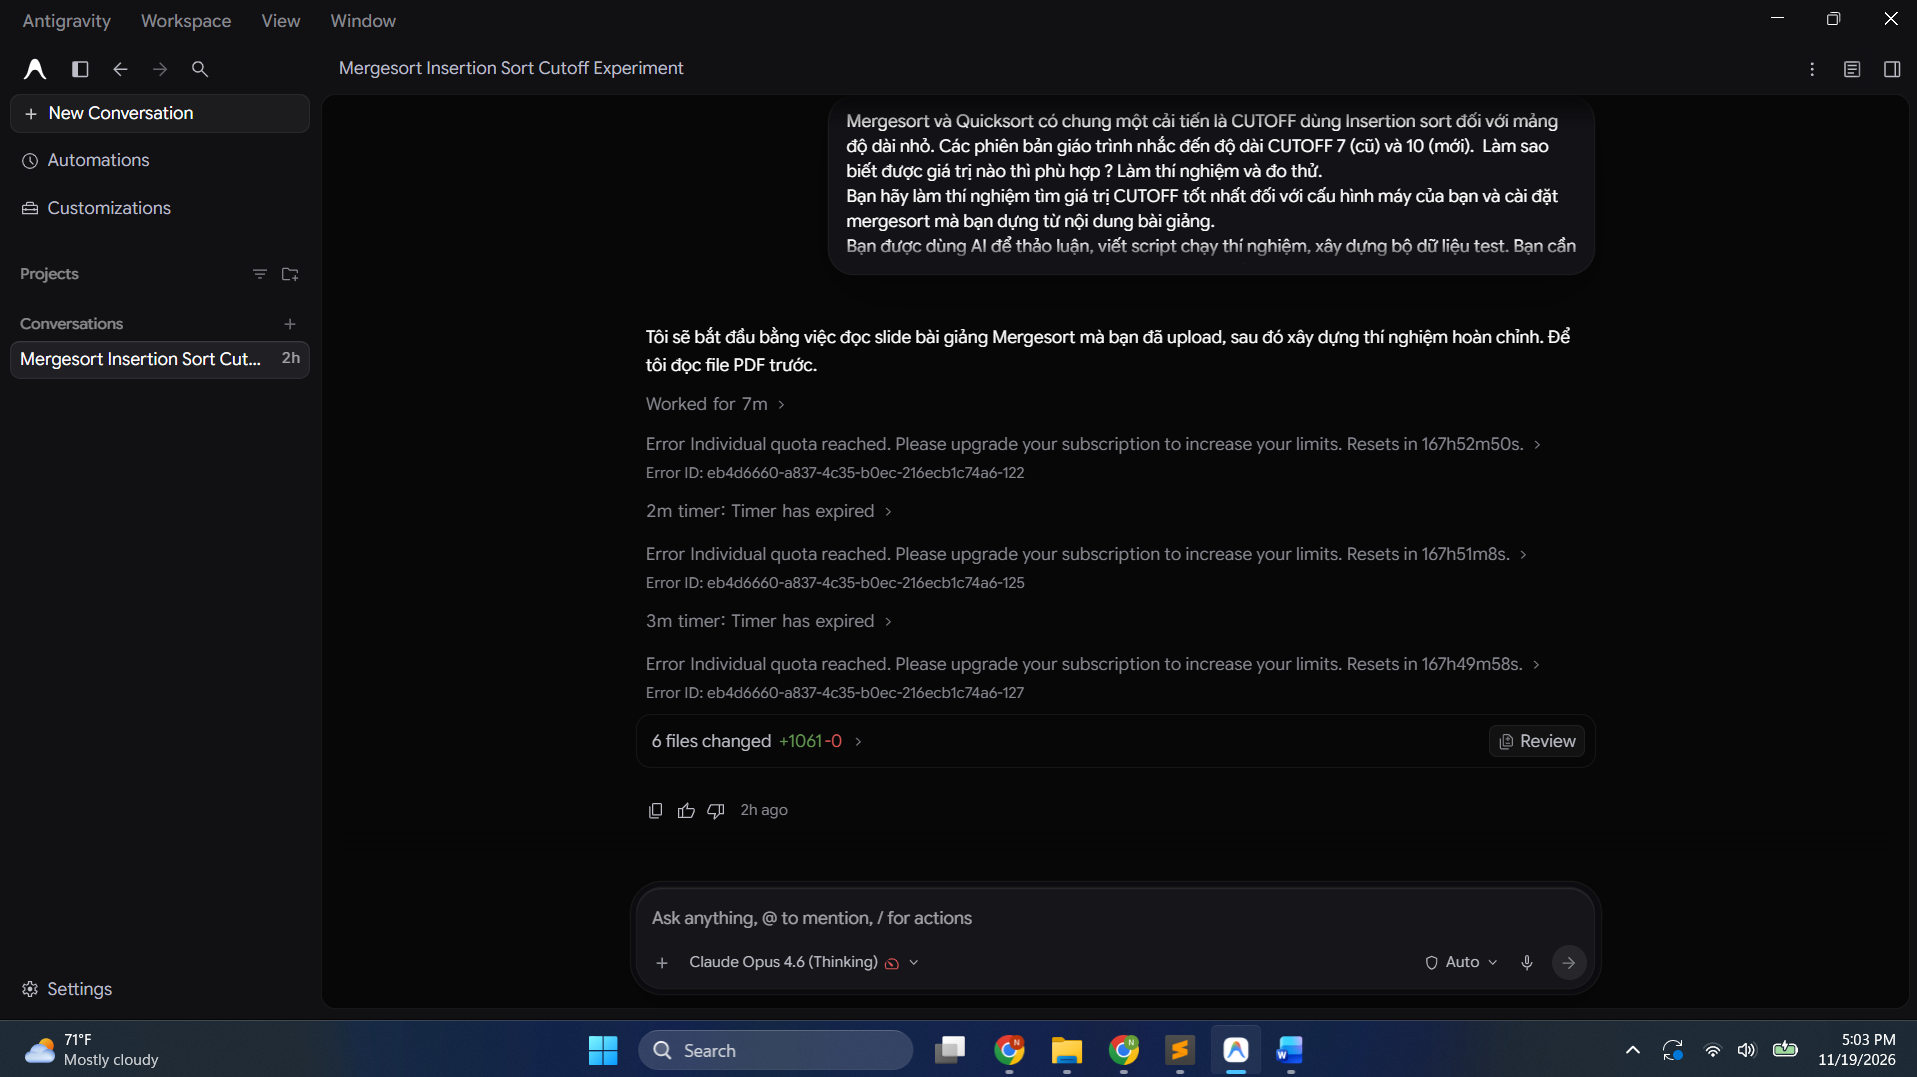 Antigravity Workspace View Window
Mergesort Insertion Sort Cutoff Experiment
New Conversation
Automations
Customizations
Projects
Conversations
Mergesort Insertion Sort Cut... 2h
Settings
Mergesort và Quicksort có chung một cải tiến là CUTOFF dùng Insertion sort đối với mảng
độ dài nhỏ. Các phiên bản giáo trình nhắc đến độ dài CUTOFF 7 (cũ) và 10 (mới). Làm sao
biết được giá trị nào thì phù hợp ? Làm thí nghiệm và đo thử.
Bạn hãy làm thí nghiệm tìm giá trị CUTOFF tốt nhất đối với cấu hình máy của bạn và cài đặt
mergesort mà bạn dựng từ nội dung bài giảng.
Bạn được dùng AI để thảo luận, viết script chạy thí nghiệm, xây dựng bộ dữ liệu test. Bạn cần
Tôi sẽ bắt đầu bằng việc đọc slide bài giảng Mergesort mà bạn đã upload, sau đó xây dựng thí nghiệm hoàn chỉnh. Để
tôi đọc file PDF trước.
Worked for 7m
Error Individual quota reached. Please upgrade your subscription to increase your limits. Resets in 167h52m50s.
Error ID: eb4d6660-a837-4c35-b0ec-216ecb1c74a6-122
2m timer: Timer has expired
Error Individual quota reached. Please upgrade your subscription to increase your limits. Resets in 167h51m8s.
Error ID: eb4d6660-a837-4c35-b0ec-216ecb1c74a6-125
3m timer: Timer has expired
Error Individual quota reached. Please upgrade your subscription to increase your limits. Resets in 167h49m58s.
Error ID: eb4d6660-a837-4c35-b0ec-216ecb1c74a6-127
6 files changed +1061 -0 Review
2h ago
Ask anything, @ to mention, / for actions
Claude Opus 4.6 (Thinking) Auto
71°F
Mostly cloudy
Search
5:03 PM
11/19/2026